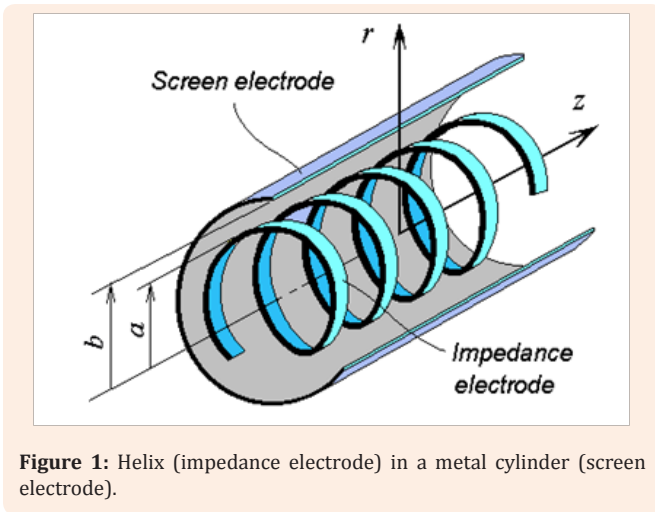 r
Screen electrode
z
b
a
Impedance
electrode
Figure 1: Helix (impedance electrode) in a metal cylinder (screen
electrode).